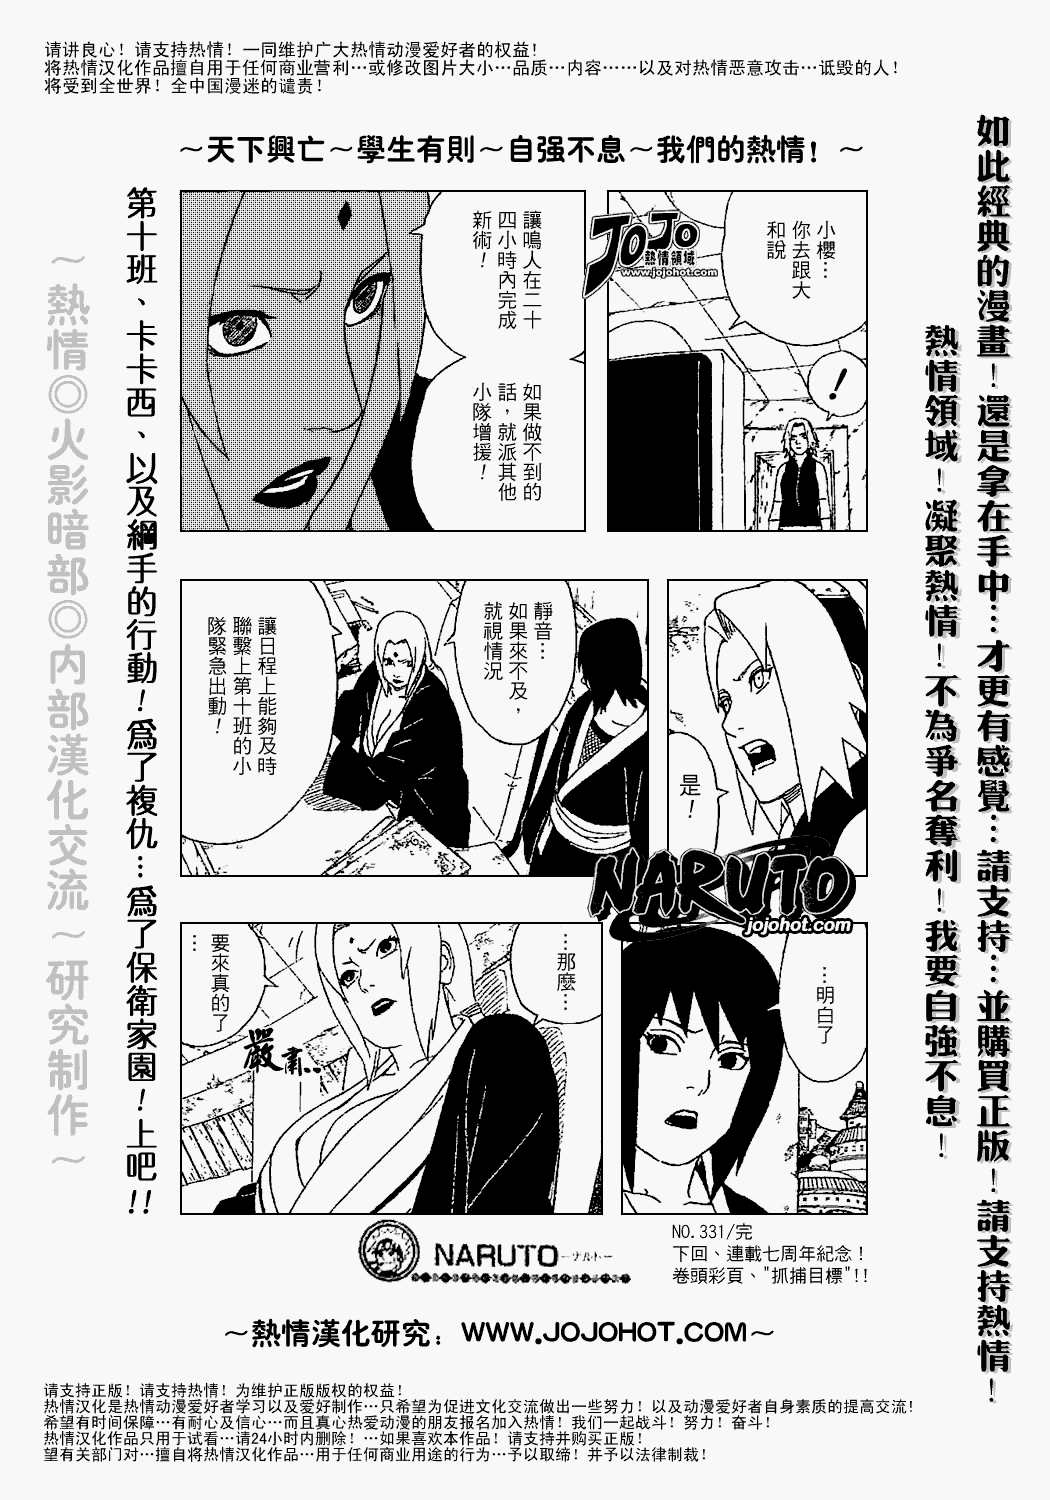 请讲良心！请支持热情！一同维护广大热情动漫爱好者的权益！
将热情汉化作品擅自用于任何商业营利…或修改图片大小…品质…内容……以及对热情恶意攻击…诋毁的人！
将受到全世界！全中国漫迷的谴责！
～天下興亡～學生有則～自强不息～我們的熱情！～
如此經典的漫畫！還是拿在手中…才更有感覺…請支持…並購買正版！請支持熱情！
熱情領域！凝聚熱情！不為爭名奪利！我要自強不息！
小櫻…
你去跟大
和說
！
JOJO
熱情領域
www.jojohot.com
讓鳴人在二十
四小時內完成
新術！
如果做不到的
話，就派其他
小隊增援！
是！
靜音…
如果來不及，
就視情況
讓日程上能夠及時
聯繫上第十班的小
隊緊急出動！
NARUTO
jojohot.com
…明白了
…那麼…
要來真的了
…
嚴肅…
第十班、卡卡西、以及綱手的行動！爲了複仇…爲了保衛家園！上吧！！
～熱情◎火影暗部◎内部漢化交流～研究制作～
NARUTO
—ナルトー
NO.331/完
下回、連載七周年紀念！
卷頭彩頁、"抓捕目標"！！
～熱情漢化研究：WWW.JOJOHOT.COM～
请支持正版！请支持热情！为维护正版版权的权益！
热情汉化是热情动漫爱好者学习以及爱好制作…只希望为促进文化交流做出一些努力！以及动漫爱好者自身素质的提高交流！
希望有时间保障…有耐心及信心…而且真心热爱动漫的朋友报名加入热情！我们一起战斗！努力！奋斗！
热情汉化作品只用于试看…请24小时内删除！…如果喜欢本作品！请支持并购买正版！
望有关部门对…擅自将热情汉化作品…用于任何商业用途的行为…予以取缔！并予以法律制裁！